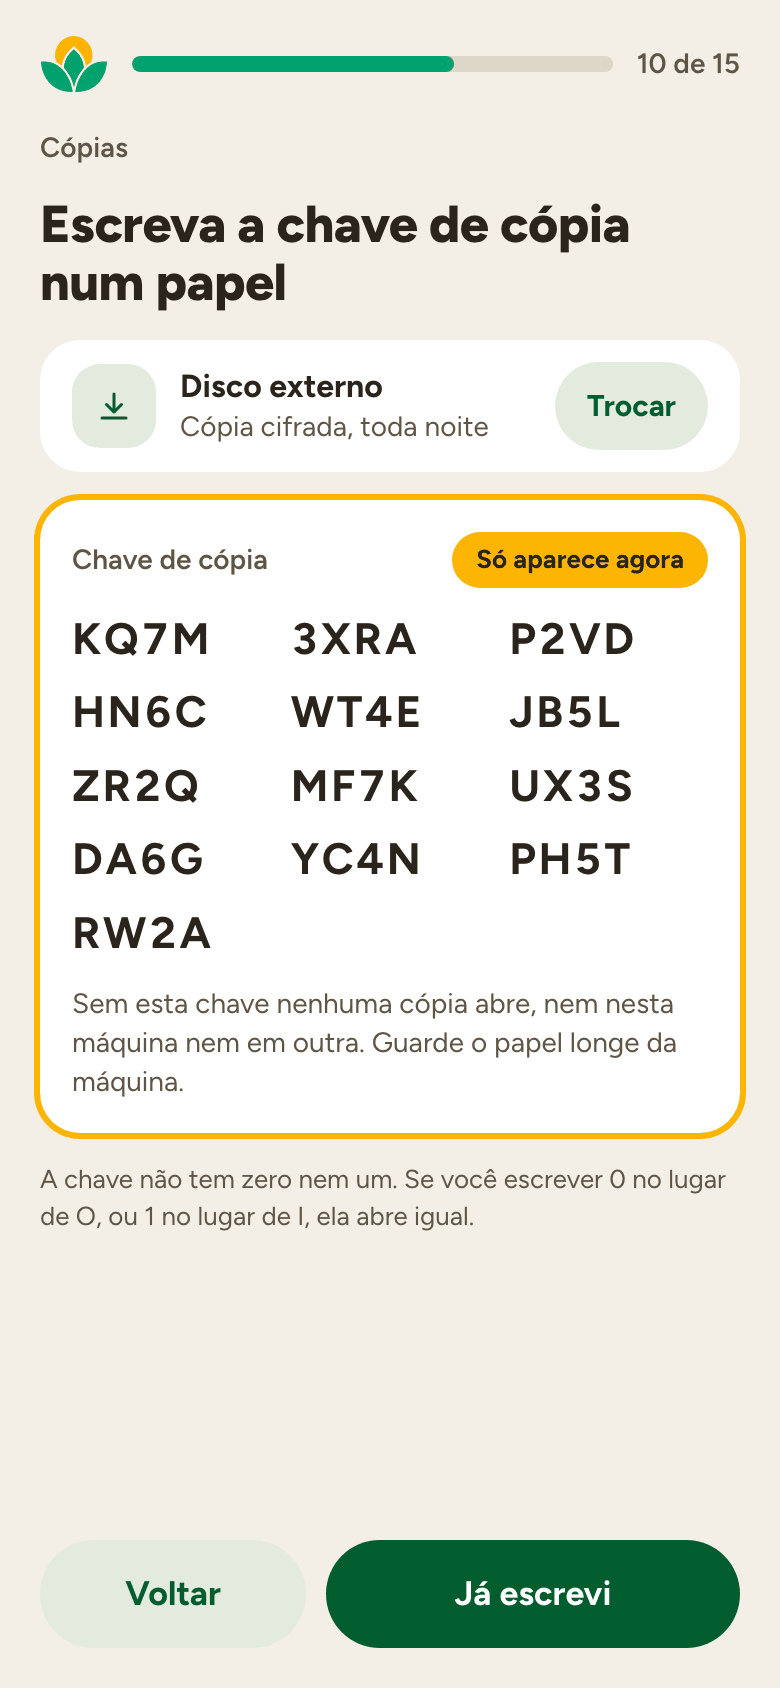 10 de 15
Cópias
Escreva a chave de cópia
num papel
Disco externo
Cópia cifrada, toda noite
Trocar
Chave de cópia
Só aparece agora
KQ7M 3XRA P2VD
HN6C WT4E JB5L
ZR2Q MF7K UX3S
DA6G YC4N PH5T
RW2A
Sem esta chave nenhuma cópia abre, nem nesta
máquina nem em outra. Guarde o papel longe da
máquina.
A chave não tem zero nem um. Se você escrever 0 no lugar
de O, ou 1 no lugar de I, ela abre igual.
Voltar
Já escrevi